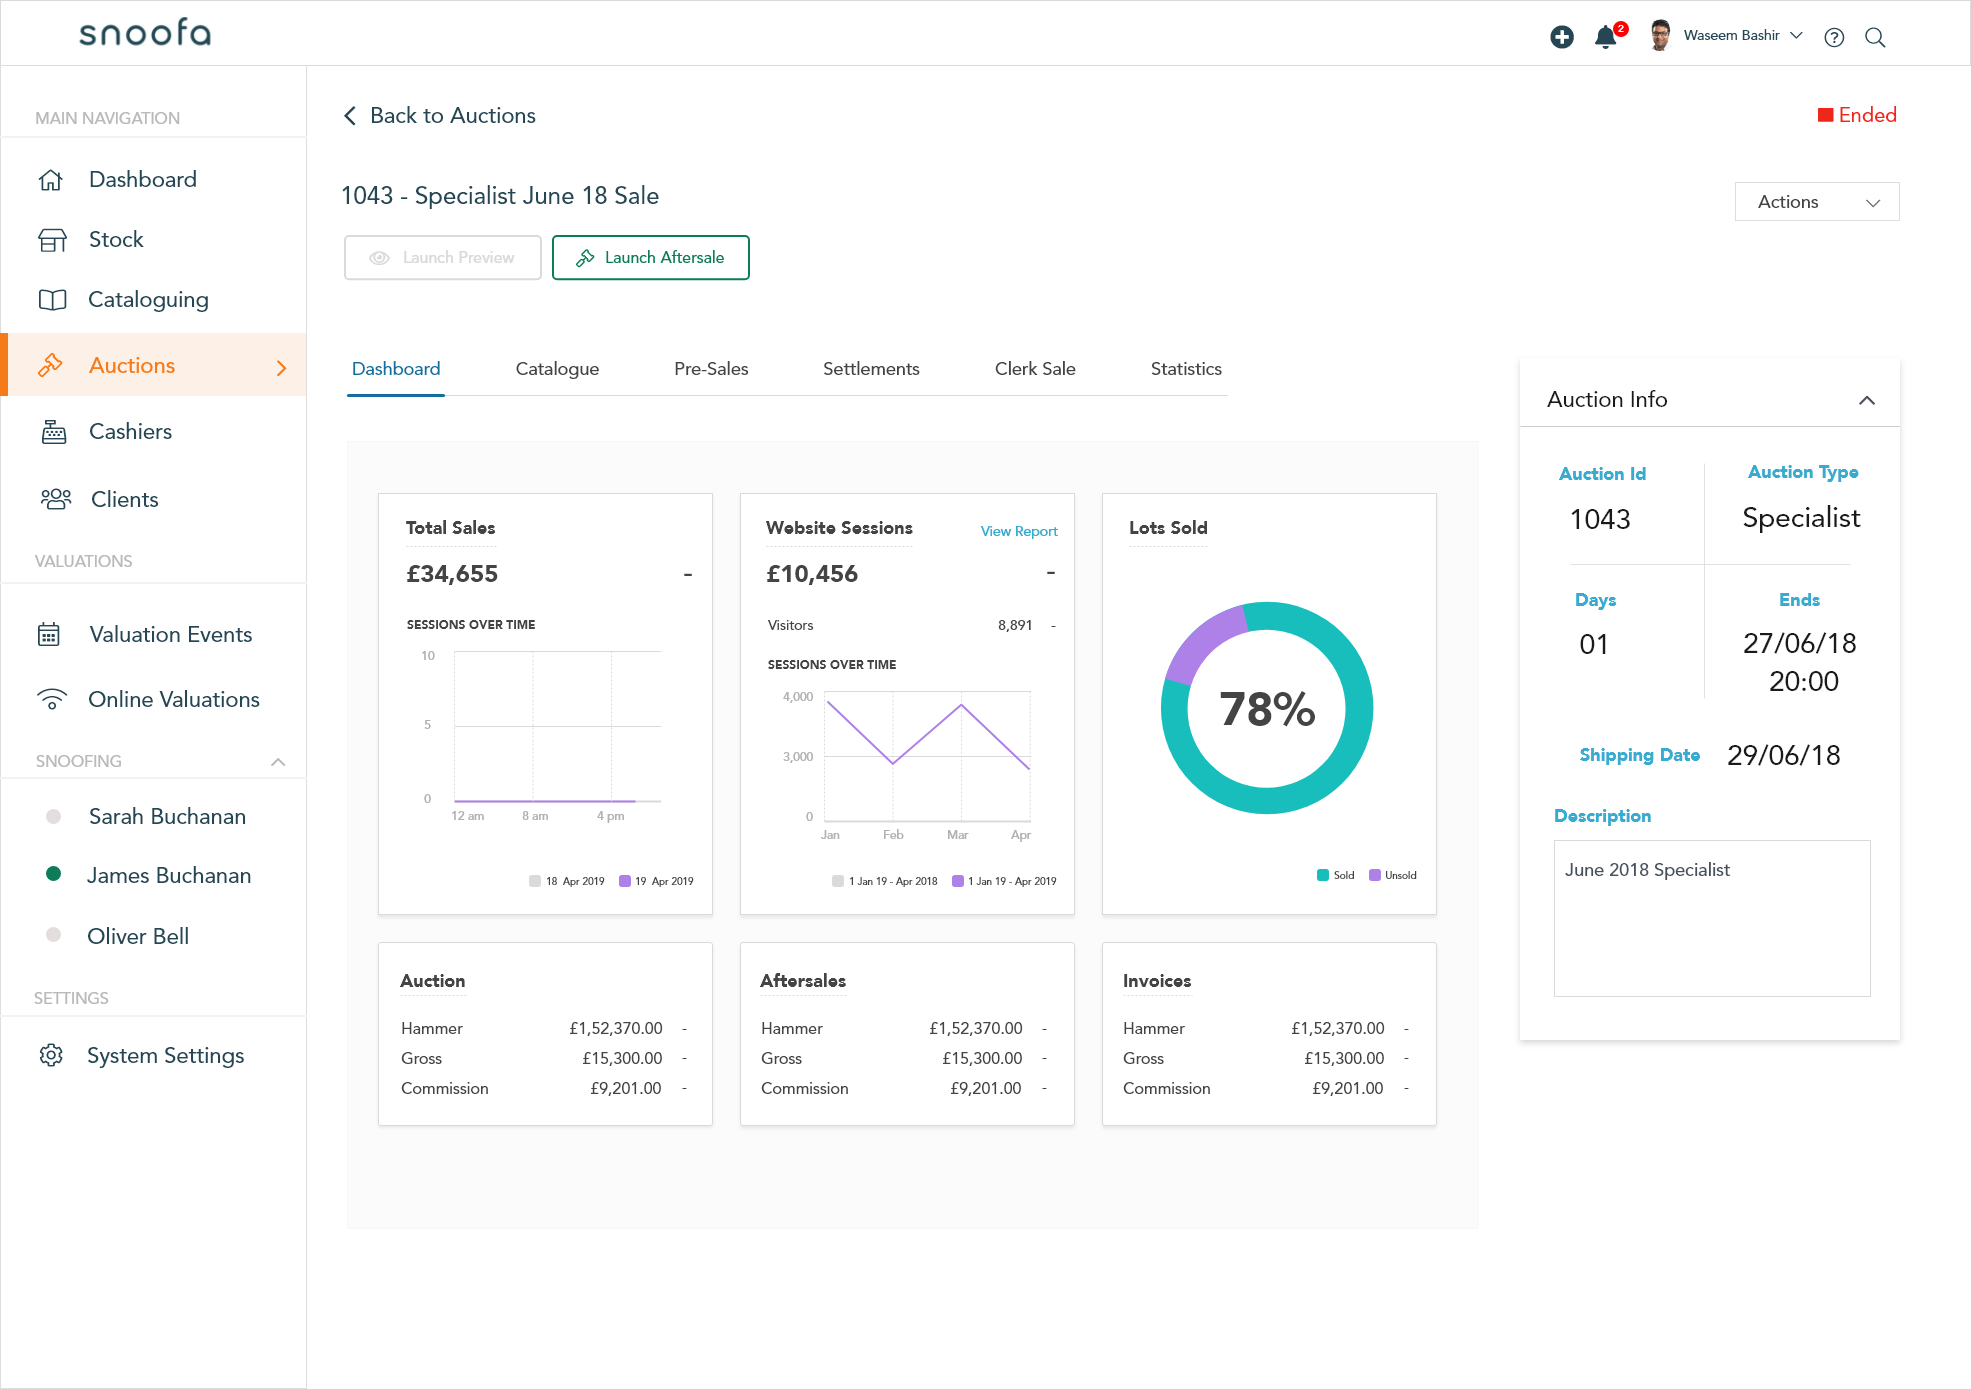 snoofa
2
Waseem Bashir
?
MAIN NAVIGATION
Dashboard
Stock
Cataloguing
Auctions
Cashiers
Clients
VALUATIONS
Valuation Events
Online Valuations
SNOOFING
Sarah Buchanan
James Buchanan
Oliver Bell
SETTINGS
System Settings
Back to Auctions
Ended
1043 - Specialist June 18 Sale
Actions
Launch Preview
Launch Aftersale
Dashboard
Catalogue
Pre-Sales
Settlements
Clerk Sale
Statistics
Total Sales
£34,655 -
SESSIONS OVER TIME
10
5
0
12 am 8 am 4 pm
18 Apr 2019 19 Apr 2019
Website Sessions View Report
£10,456 -
Visitors 8,891 -
SESSIONS OVER TIME
4,000
3,000
0
Jan Feb Mar Apr
1 Jan 19 - Apr 2018 1 Jan 19 - Apr 2019
Lots Sold
78%
Sold Unsold
Auction
Hammer £1,52,370.00 -
Gross £15,300.00 -
Commission £9,201.00 -
Aftersales
Hammer £1,52,370.00 -
Gross £15,300.00 -
Commission £9,201.00 -
Invoices
Hammer £1,52,370.00 -
Gross £15,300.00 -
Commission £9,201.00 -
Auction Info
Auction Id
1043
Auction Type
Specialist
Days
01
Ends
27/06/18
20:00
Shipping Date 29/06/18
Description
June 2018 Specialist